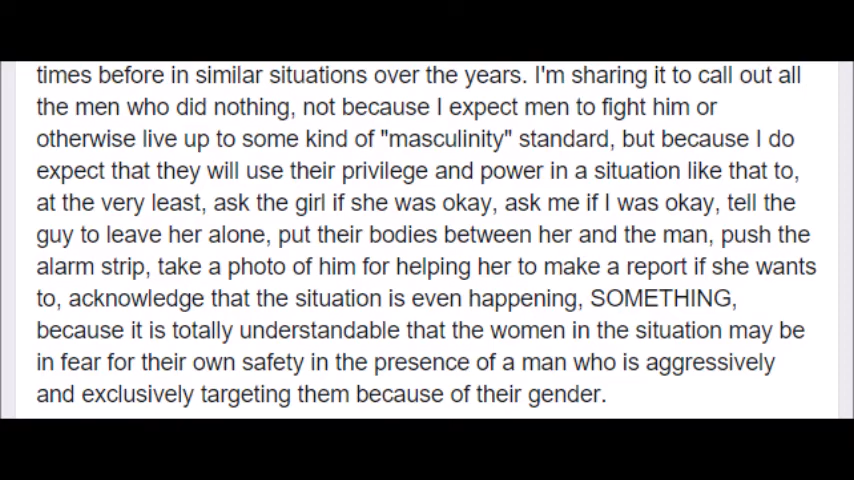 times before in similar situations over the years. I'm sharing it to call out all
the men who did nothing, not because I expect men to fight him or
otherwise live up to some kind of "masculinity" standard, but because I do
expect that they will use their privilege and power in a situation like that to,
at the very least, ask the girl if she was okay, ask me if I was okay, tell the
guy to leave her alone, put their bodies between her and the man, push the
alarm strip, take a photo of him for helping her to make a report if she wants
to, acknowledge that the situation is even happening, SOMETHING,
because it is totally understandable that the women in the situation may be
in fear for their own safety in the presence of a man who is aggressively
and exclusively targeting them because of their gender.